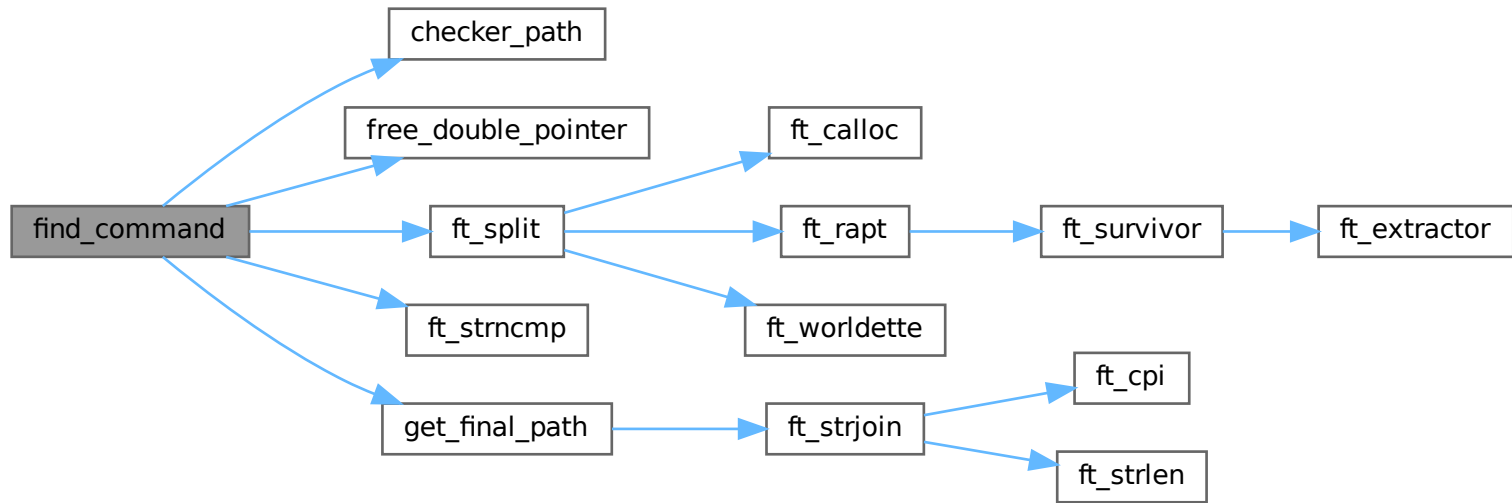 checker_path
free_double_pointer
ft_calloc
find_command
ft_split
ft_rapt
ft_survivor
ft_extractor
ft_strncmp
ft_worldette
ft_cpi
get_final_path
ft_strjoin
ft_strlen